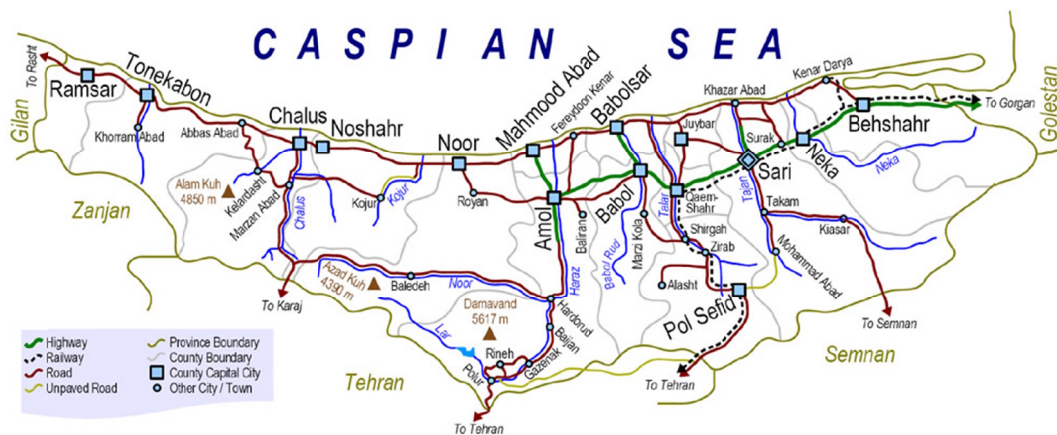 CASPIAN SEA
To Rasht
Ramsar
Tonekabon
Khorram Abad
Abbas Abad
Chalus
Noshahr
Noor
Mahmood Abad
Fereydoon Kenar
Babolsar
Khazar Abad
Kenar Darya
To Gorgan
Behshahr
Juybar
Surak
Neka
Neka
Sari
Tajan
Gilan
Golestan
Zanjan
Alam Kuh
4850 m
Kelardasht
Marzan Abad
Chalus
Kojur
Kojur
Royan
Amol
Balirane
Babol
Babol Rud
Marzi Kola
Talar
Qaem-
Shahr
Shirgah
Zirab
Takam
Kiasar
Mohammad Abad
Alasht
Pol Sefid
Haraz
To Karaj
Azad Kuh
4390 m
Baledeh
Noor
Damavand
5617 m
Hardorud
Baijan
Gazenak
Rineh
Lar
Polur
To Tehran
To Tehran
To Semnan
Tehran
Semnan
Highway
Railway
Road
Unpaved Road
Province Boundary
County Boundary
County Capital City
Other City / Town